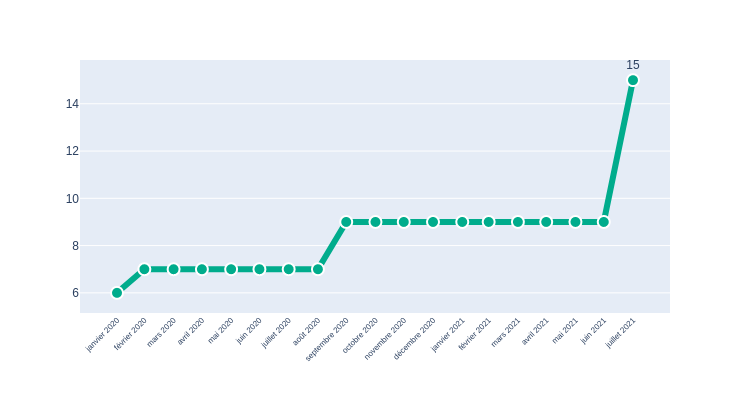 15
14
12
10
8
6
janvier 2020
février 2020
mars 2020
avril 2020
mai 2020
juin 2020
juillet 2020
août 2020
septembre 2020
octobre 2020
novembre 2020
décembre 2020
janvier 2021
février 2021
mars 2021
avril 2021
mai 2021
juin 2021
juillet 2021